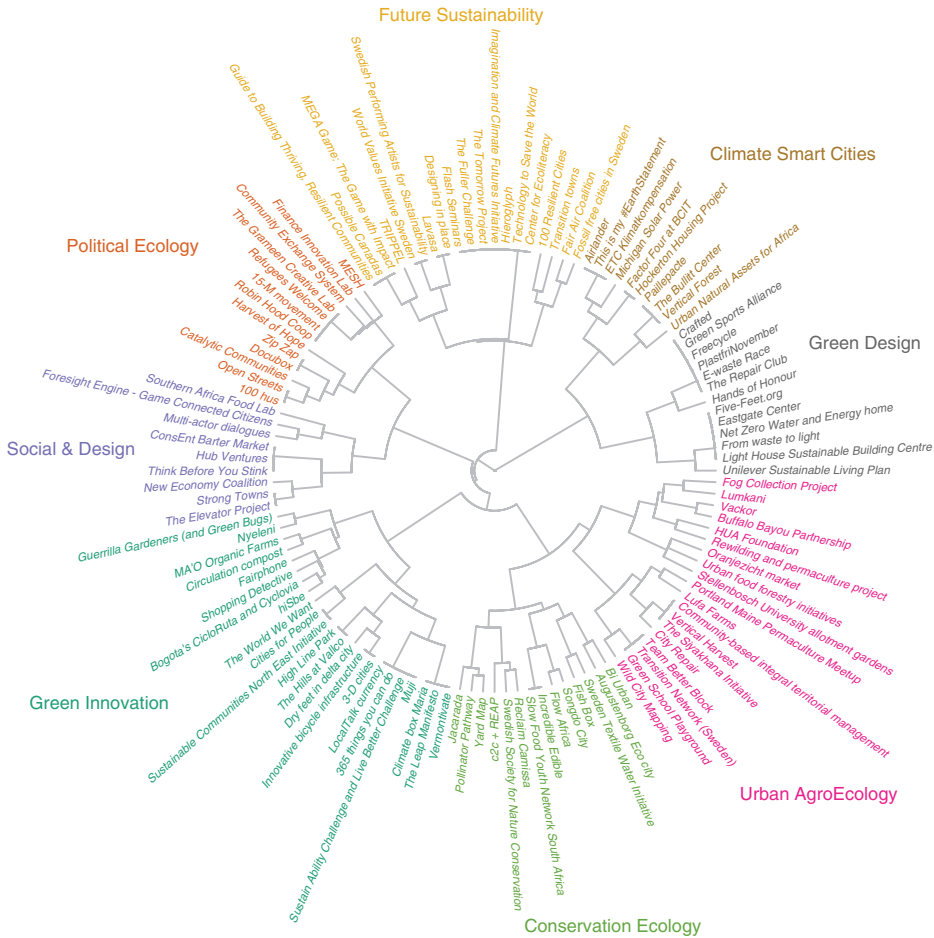 Future Sustainability
Guide to Building Thriving, Resilient Communities
Possible Canadas
MEGA Game: The Game with Impact
TRIPPEL
World Values Initiative Sweden
Swedish Performing Artists for Sustainability
Lavasa
Designing in place
Flash Seminars
The Fuller Challenge
The Tomorrow Project
Imagination and Climate Futures Initiative
Hieroglyph
Technology to Save the World
Center for Ecoliteracy
100 Resilient Cities
Transition towns
Fair Air Coalition
Fossil free cities in Sweden
Climate Smart Cities
Airlander
This is my #EarthStatement
ETC Klimatkompensation
Michigan Solar Power
Factor Four at BCIT
Hockerton Housing Project
Paillepacte
The Bullitt Center
Vertical Forest
Urban Natural Assets for Africa
Green Design
Crafted
Green Sports Alliance
Freecycle
PlastfriNovember
E-waste Race
The Repair Club
Hands of Honour
Five-Feet.org
Eastgate Center
Net Zero Water and Energy home
From waste to light
Light House Sustainable Building Centre
Unilever Sustainable Living Plan
Fog Collection Project
Lumkani
Vackor
Buffalo Bayou Partnership
HUA Foundation
Rewilding and permaculture project
Oranjezicht market
Urban food forestry initiatives
Stellenbosch University allotment gardens
Portland Maine Permaculture Meetup
Lufa Farms
Community-based integral territorial management
Vertical Harvest
The Siyakhana Initiative
City Repair
Team Better Block
Transition Network (Sweden)
Green School Playground
Wild City Mapping
Urban AgroEcology
Bi Urban
Augustenborg Eco city
Sweden Textile Water Initiative
Fish Box
Songdo City
Flow Africa
Incredible Edible
Slow Food Youth Network South Africa
Reclaim Camissa
Swedish Society for Nature Conservation
c2c + REAP
Yard Map
Pollinator Pathway
Jacarada
Conservation Ecology
Vermontivate
The Leap Manifesto
Climate box Maria
Muji
Sustain Ability Challenge and Live Better Challenge
365 things you can do
LocalTalk currency
3-D cities
Innovative bicycle infrastructure
Dry feet in delta city
The Hills at Vallco
High Line Park
Sustainable Communities North East Initiative
Cities for People
The World We Want
hiSbe
Bogota's CicloRuta and Cyclovia
Shopping Detective
Fairphone
Circulation compost
MA'O Organic Farms
Nyeleni
Guerrilla Gardeners (and Green Bugs)
Green Innovation
The Elevator Project
Strong Towns
New Economy Coalition
Think Before You Stink
Hub Ventures
ConsEnt Barter Market
Multi-actor dialogues
Foresight Engine - Game Connected Citizens
Southern Africa Food Lab
Social & Design
100 hus
Open Streets
Catalytic Communities
Docubox
Zip Zap
Harvest of Hope
Robin Hood Coop
15-M movement
Refugees Welcome
The Grameen Creative Lab
Community Exchange System
Finance Innovation Lab
MESH
Political Ecology